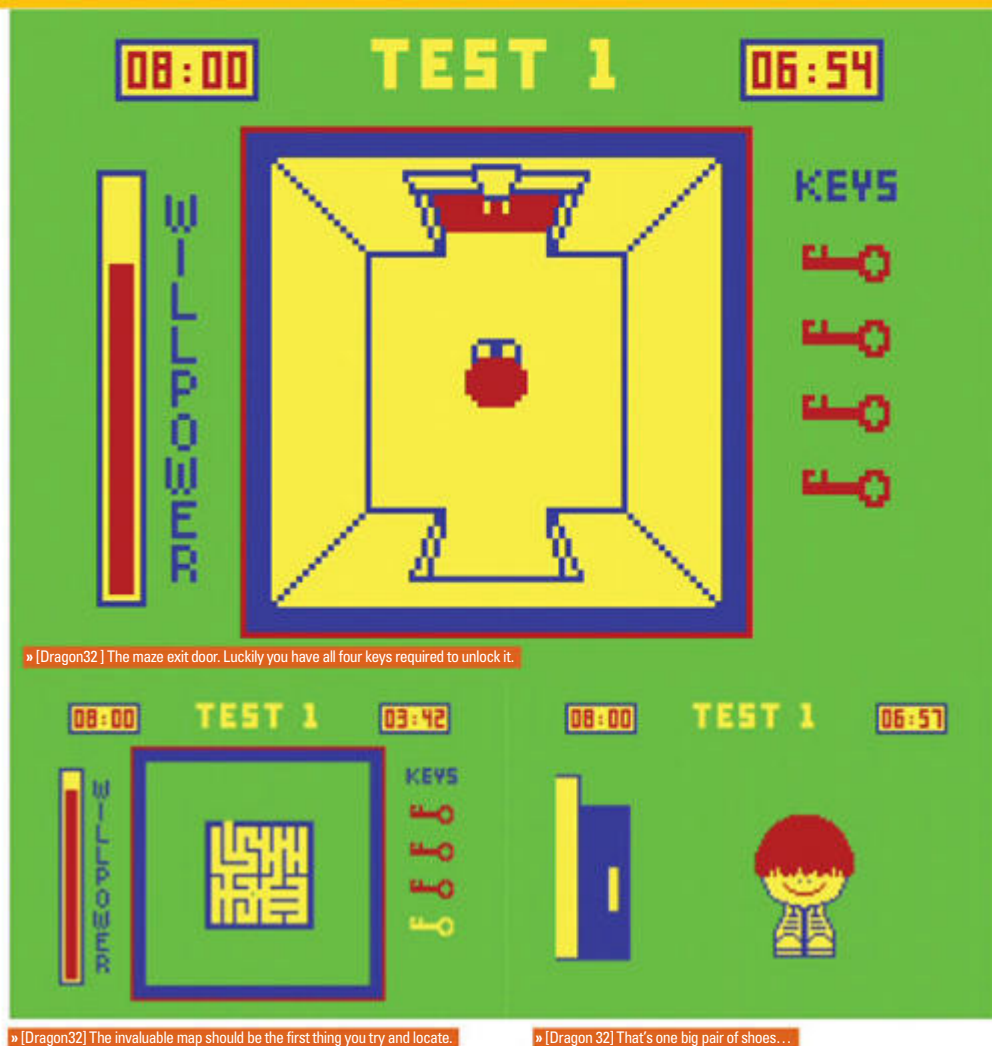 08:00 TEST 1 06:54
WILLPOWER
KEYS
» [Dragon32 ] The maze exit door. Luckily you have all four keys required to unlock it.
08:00 TEST 1 03:42
WILLPOWER
KEYS
08:00 TEST 1 06:57
» [Dragon32] The invaluable map should be the first thing you try and locate.
» [Dragon 32] That's one big pair of shoes...